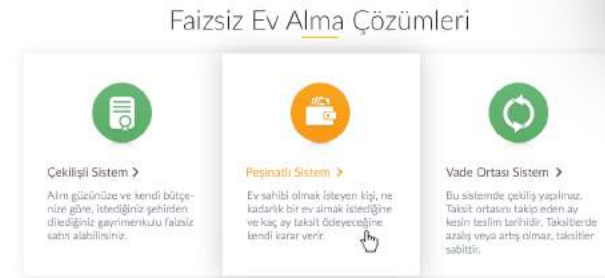 Faizsiz Ev Alma Çözümleri
Çekilişli Sistem >
Alım gücünüze ve kendi bütçe-
nize göre, istediğiniz şehirden
dilediğiniz gayrimenkulu faizsiz
satın alabilirsiniz.
Peşinatlı Sistem >
Ev sahibi olmak isteyen kişi, ne
kadarlık bir ev almak istediğine
ve kaç ay taksit ödeyeceğine
kendi karar verir.
Vade Ortası Sistem >
Bu sistemde çekiliş yapılmaz.
Taksit ortasını takip eden ay
kesin teslim tarihidir. Taksitlerde
azalış veya artış olmaz, taksitler
sabittir.